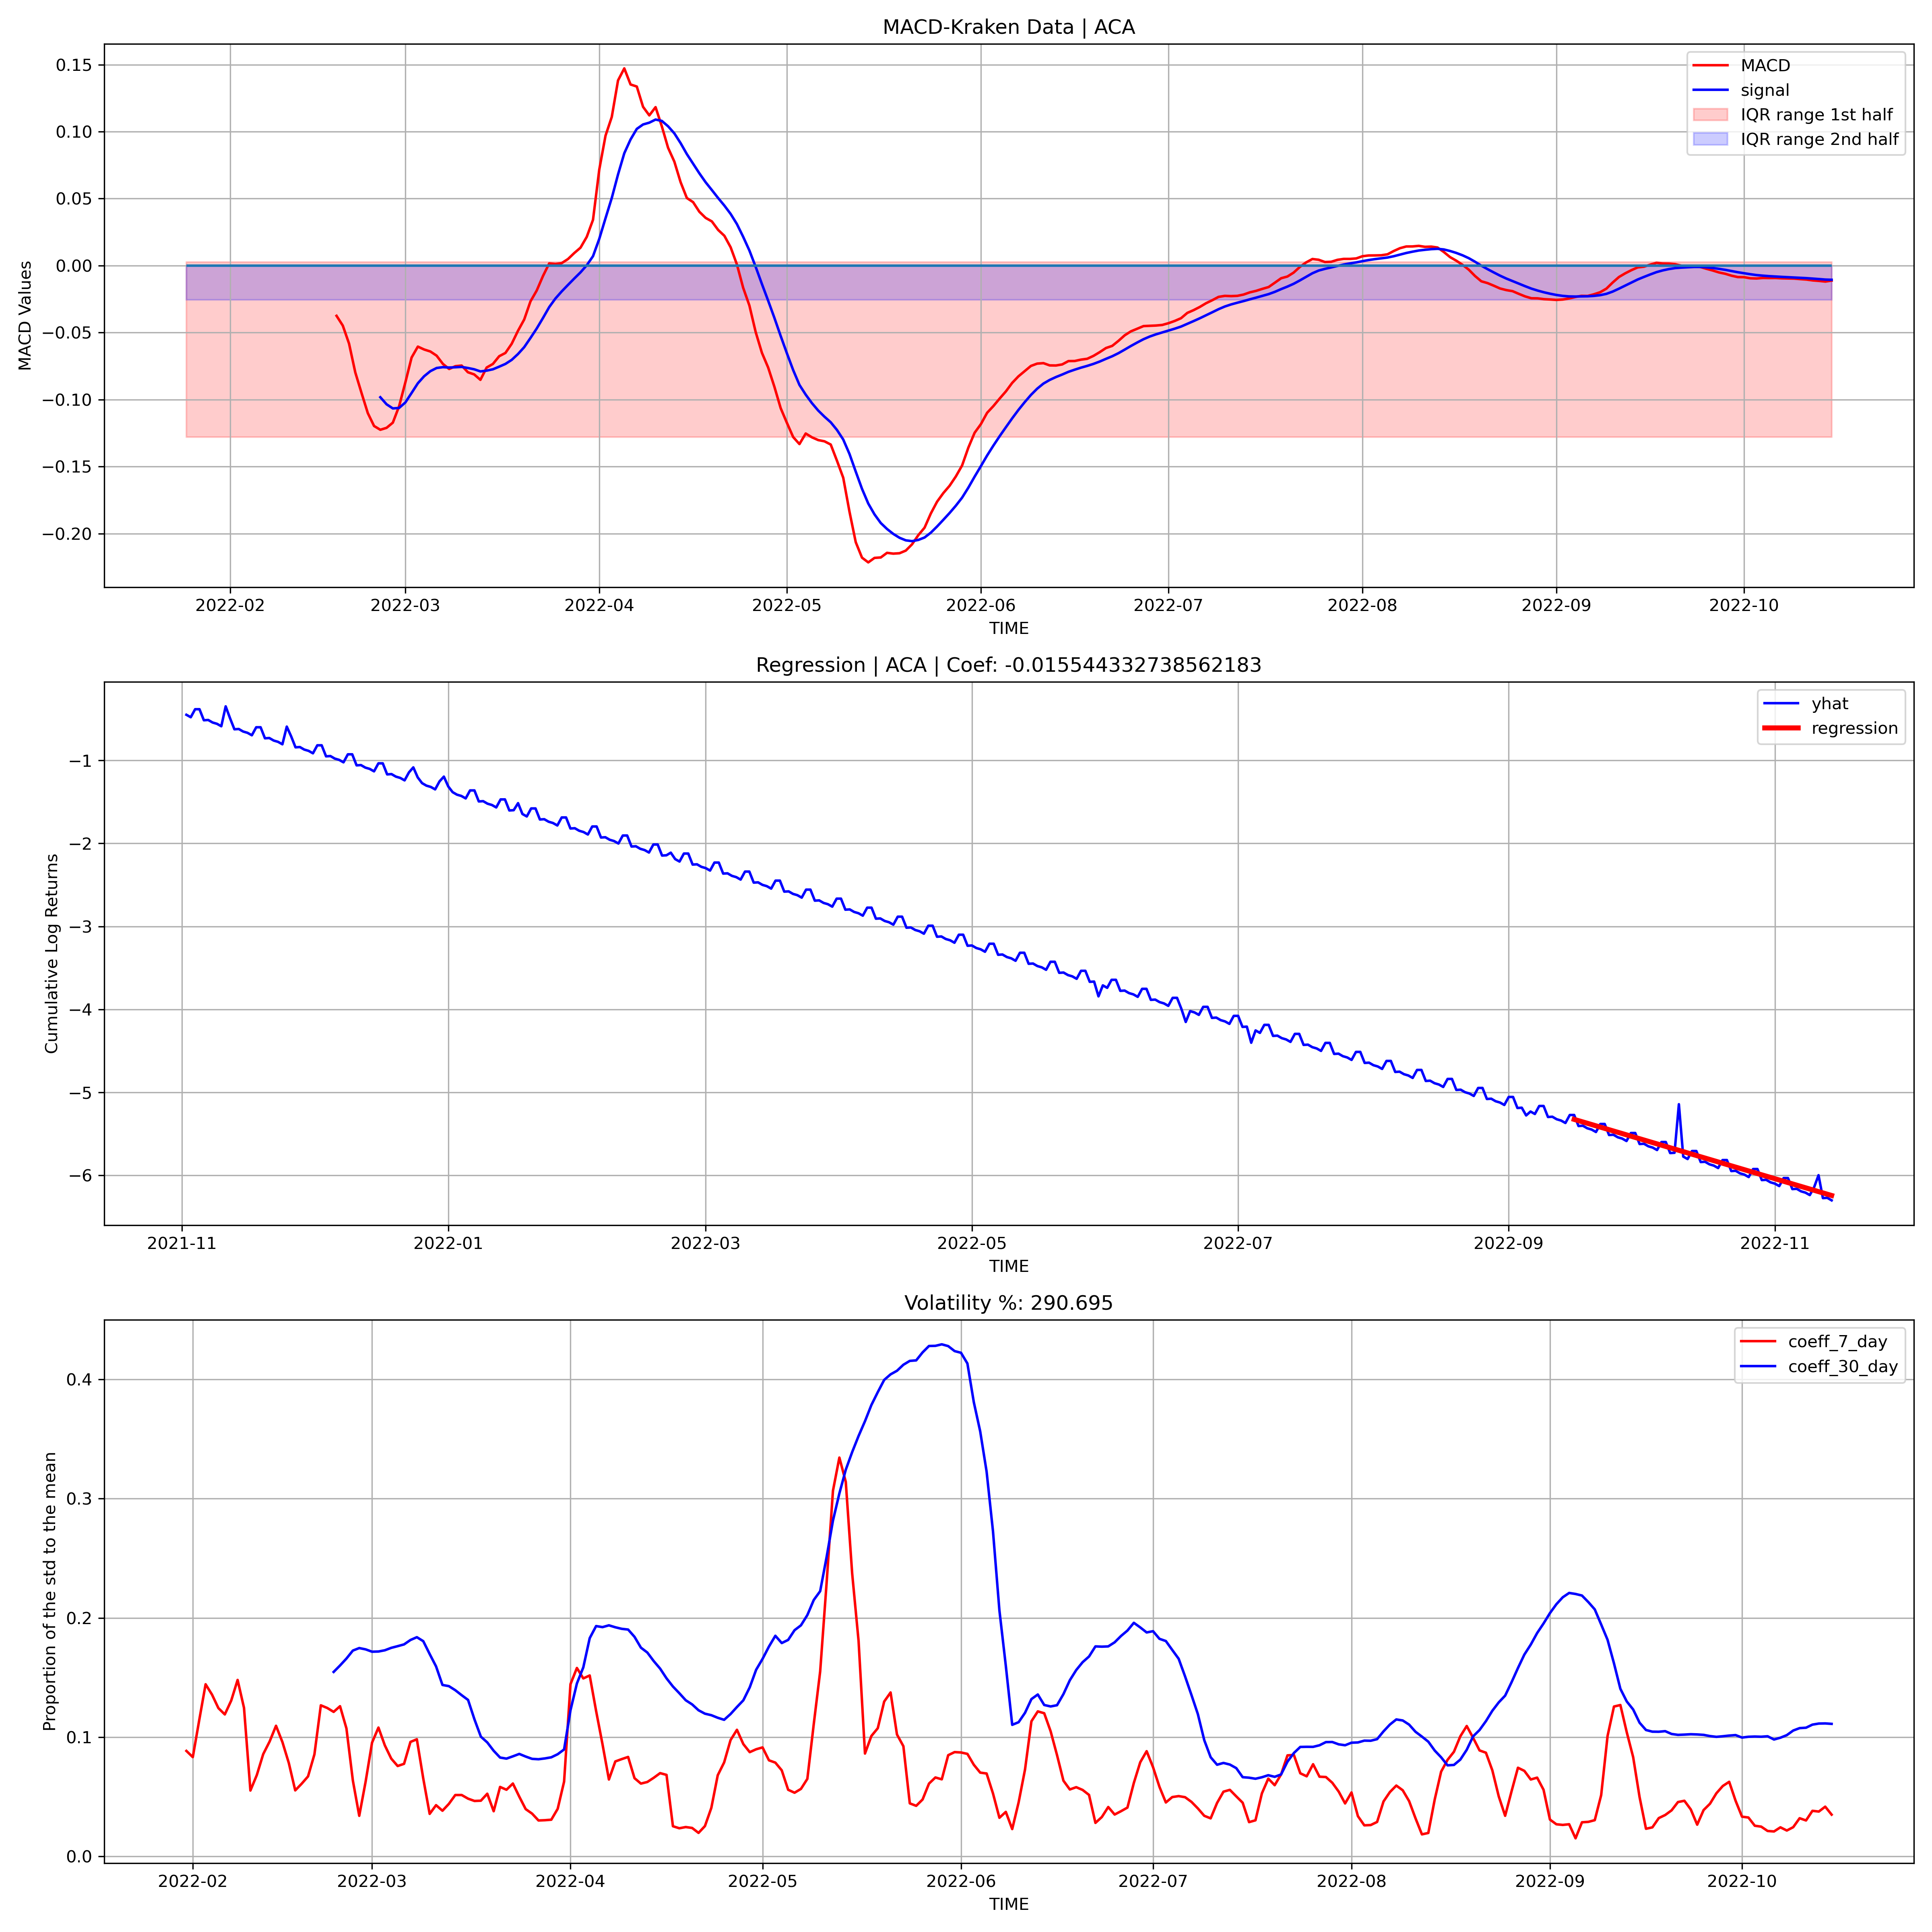 MACD-Kraken Data | ACA
MACD
signal
IQR range 1st half
IQR range 2nd half
0.15
0.10
0.05
0.00
−0.05
−0.10
−0.15
−0.20
MACD Values
2022-02 2022-03 2022-04 2022-05 2022-06 2022-07 2022-08 2022-09 2022-10
TIME
Regression | ACA | Coef: -0.015544332738562183
yhat
regression
−1
−2
−3
−4
−5
−6
Cumulative Log Returns
2021-11 2022-01 2022-03 2022-05 2022-07 2022-09 2022-11
TIME
Volatility %: 290.695
coeff_7_day
coeff_30_day
0.4
0.3
0.2
0.1
0.0
Proportion of the std to the mean
2022-02 2022-03 2022-04 2022-05 2022-06 2022-07 2022-08 2022-09 2022-10
TIME